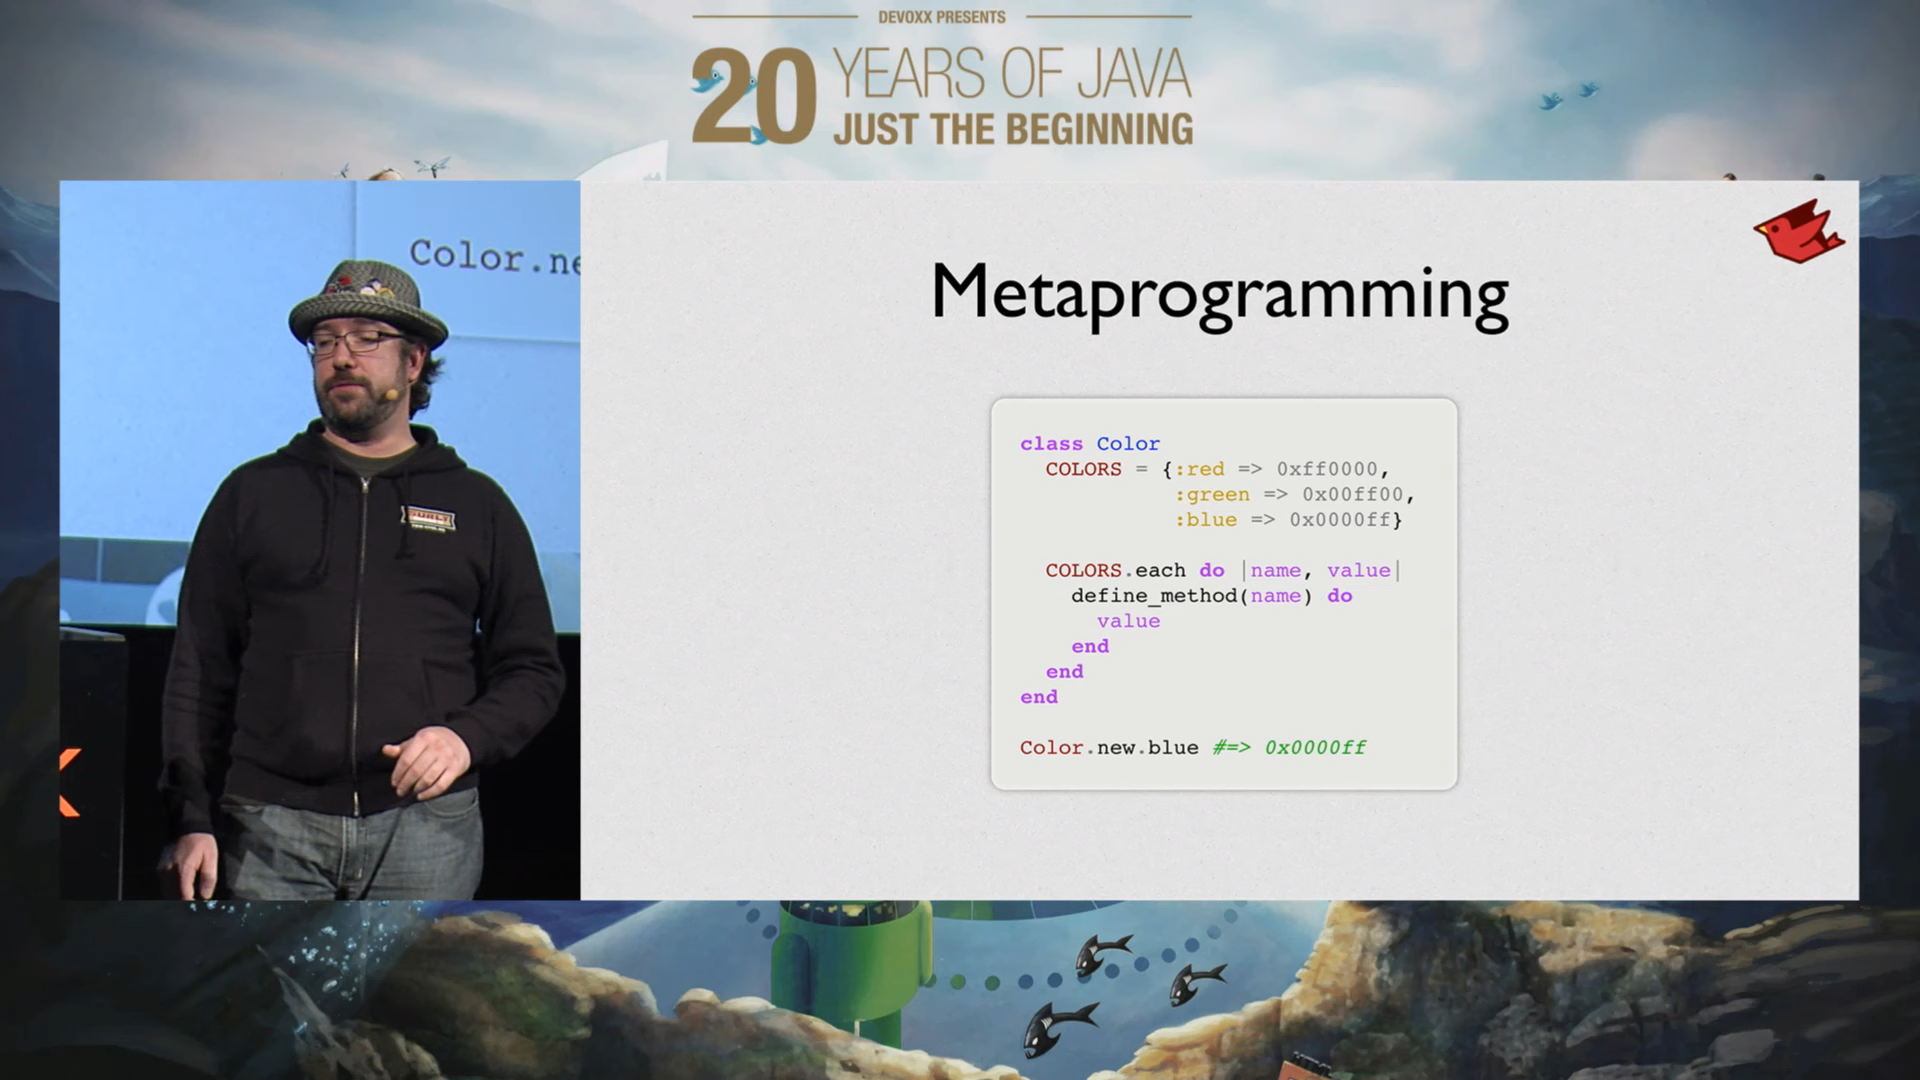 DEVOXX PRESENTS
20 YEARS OF JAVA
JUST THE BEGINNING
Color.ne
SURLY
Metaprogramming
class Color
  COLORS = {:red => 0xff0000,
            :green => 0x00ff00,
            :blue => 0x0000ff}

  COLORS.each do |name, value|
    define_method(name) do
      value
    end
  end
end

Color.new.blue #=> 0x0000ff